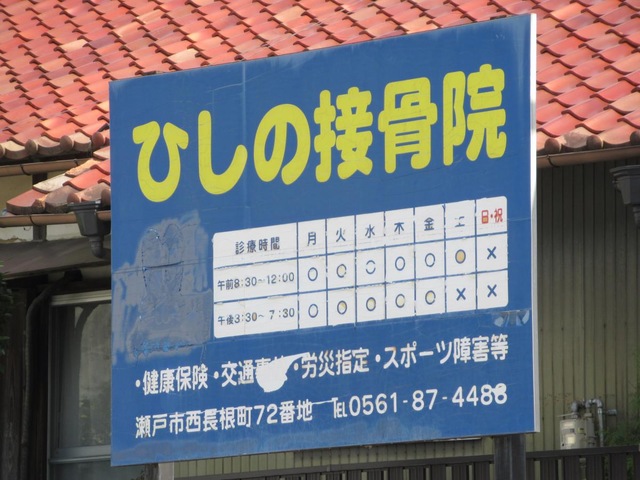 ひしの接骨院
診療時間 月 火 水 木 金 土 日・祝
午前8:30~12:00 ○ ○ ○ ○ ○ ○ ×
午後3:30~7:30 ○ ○ ○ ○ ○ × ×
・健康保険・交通事故・労災指定・スポーツ障害等
瀬戸市西長根町72番地 TEL0561-87-4488